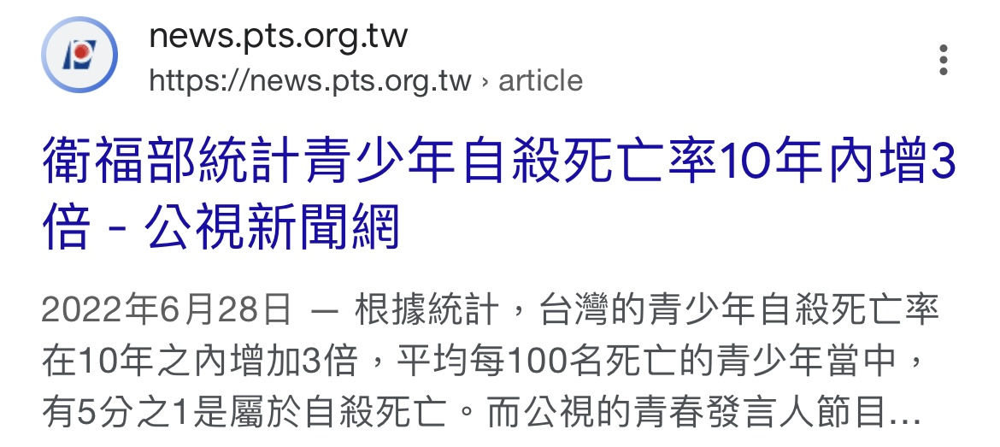 news.pts.org.tw
https://news.pts.org.tw › article
衛福部統計青少年自殺死亡率10年內增3
倍 - 公視新聞網
2022年6月28日 — 根據統計，台灣的青少年自殺死亡率
在10年之內增加3倍，平均每100名死亡的青少年當中，
有5分之1是屬於自殺死亡。而公視的青春發言人節目...